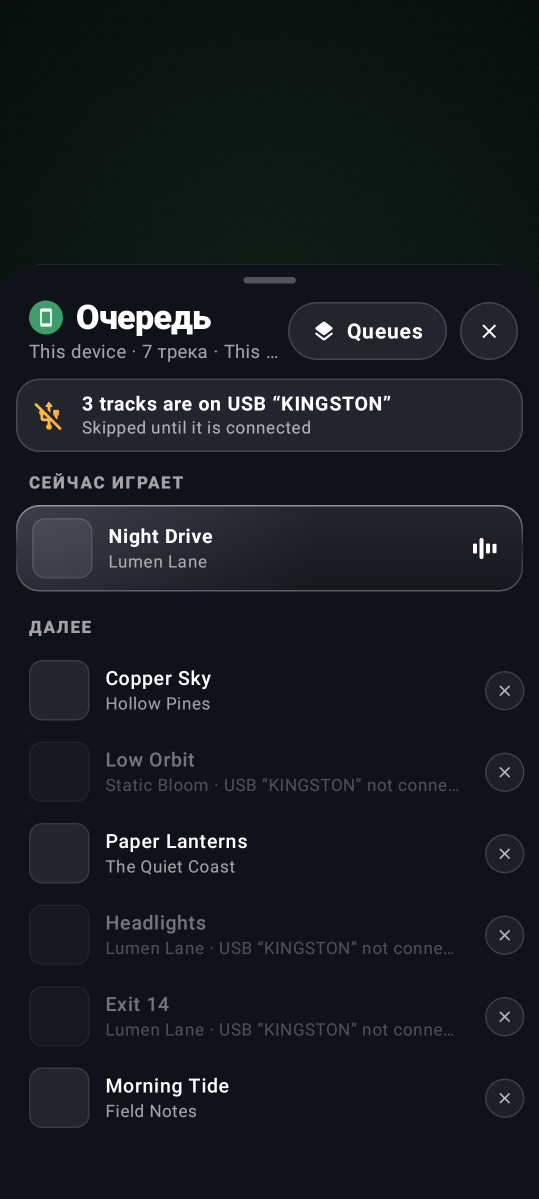 Очередь
This device · 7 трека · This …
Queues
3 tracks are on USB “KINGSTON”
Skipped until it is connected
СЕЙЧАС ИГРАЕТ
Night Drive
Lumen Lane
ДАЛЕЕ
Copper Sky
Hollow Pines
Low Orbit
Static Bloom · USB “KINGSTON” not conne…
Paper Lanterns
The Quiet Coast
Headlights
Lumen Lane · USB “KINGSTON” not conne…
Exit 14
Lumen Lane · USB “KINGSTON” not conne…
Morning Tide
Field Notes